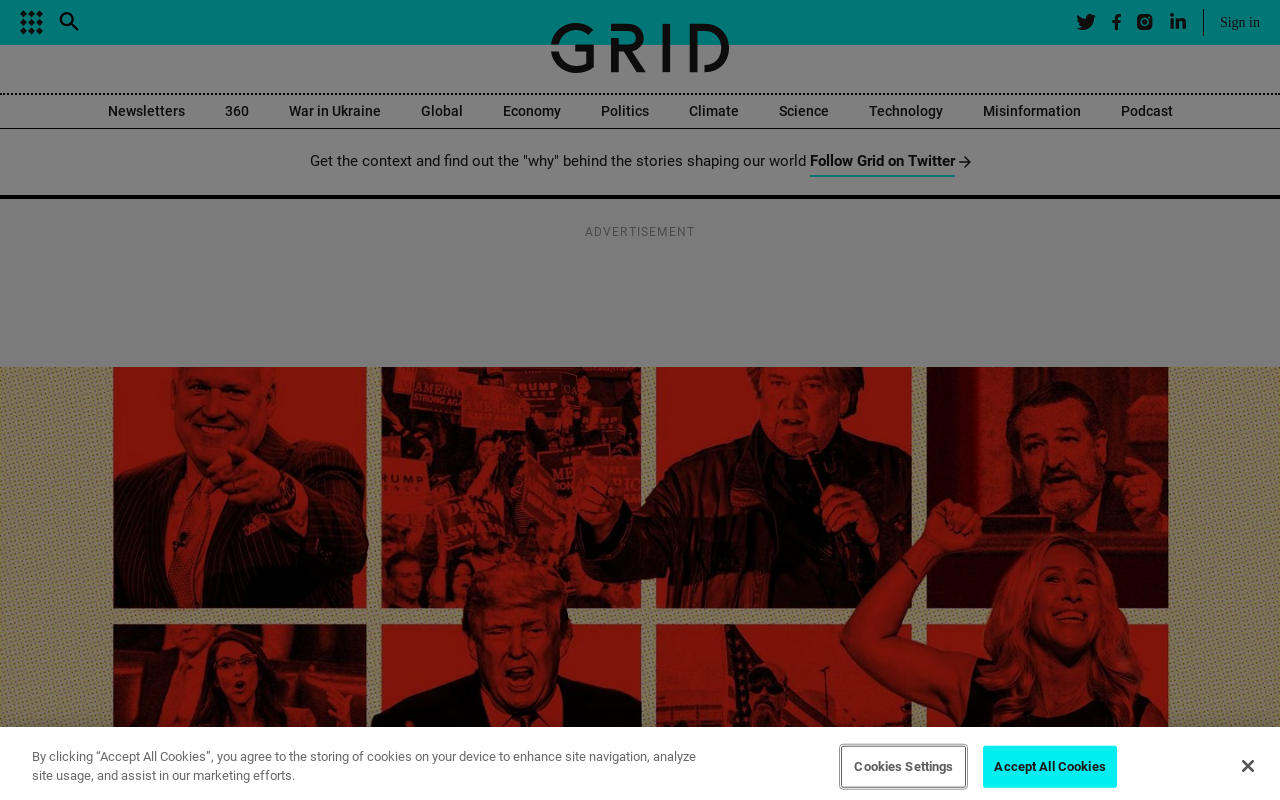 Sign in
GRID
Newsletters 360 War in Ukraine Global Economy Politics Climate Science Technology Misinformation Podcast
Get the context and find out the "why" behind the stories shaping our world Follow Grid on Twitter
ADVERTISEMENT
By clicking “Accept All Cookies”, you agree to the storing of cookies on your device to enhance site navigation, analyze
site usage, and assist in our marketing efforts.
Cookies Settings
Accept All Cookies